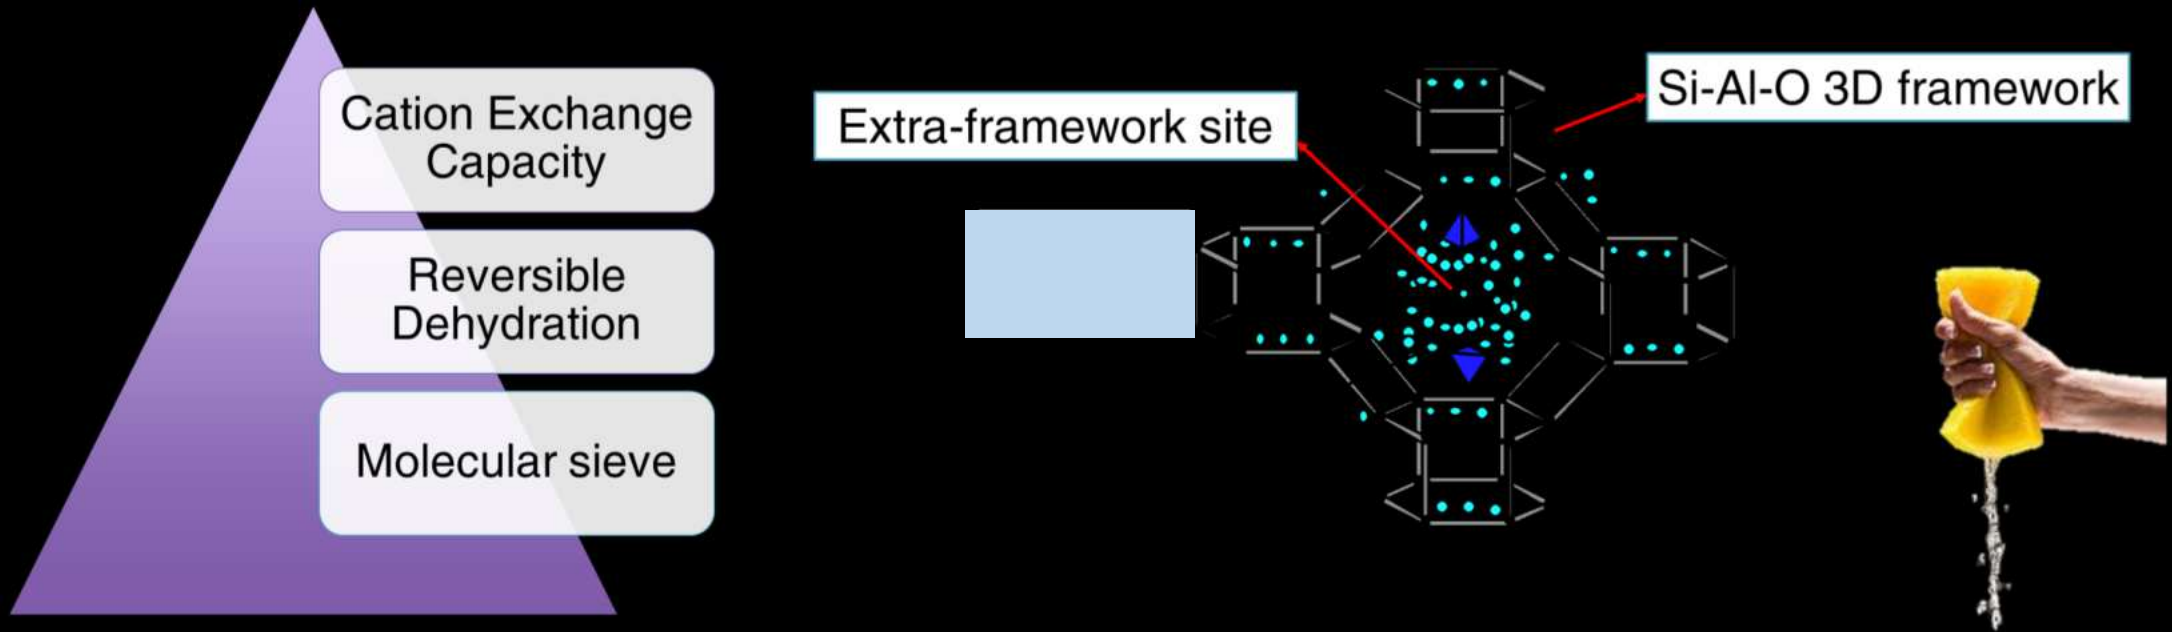 Cation Exchange
Capacity
Reversible
Dehydration
Molecular sieve
Extra-framework site
Si-Al-O 3D framework